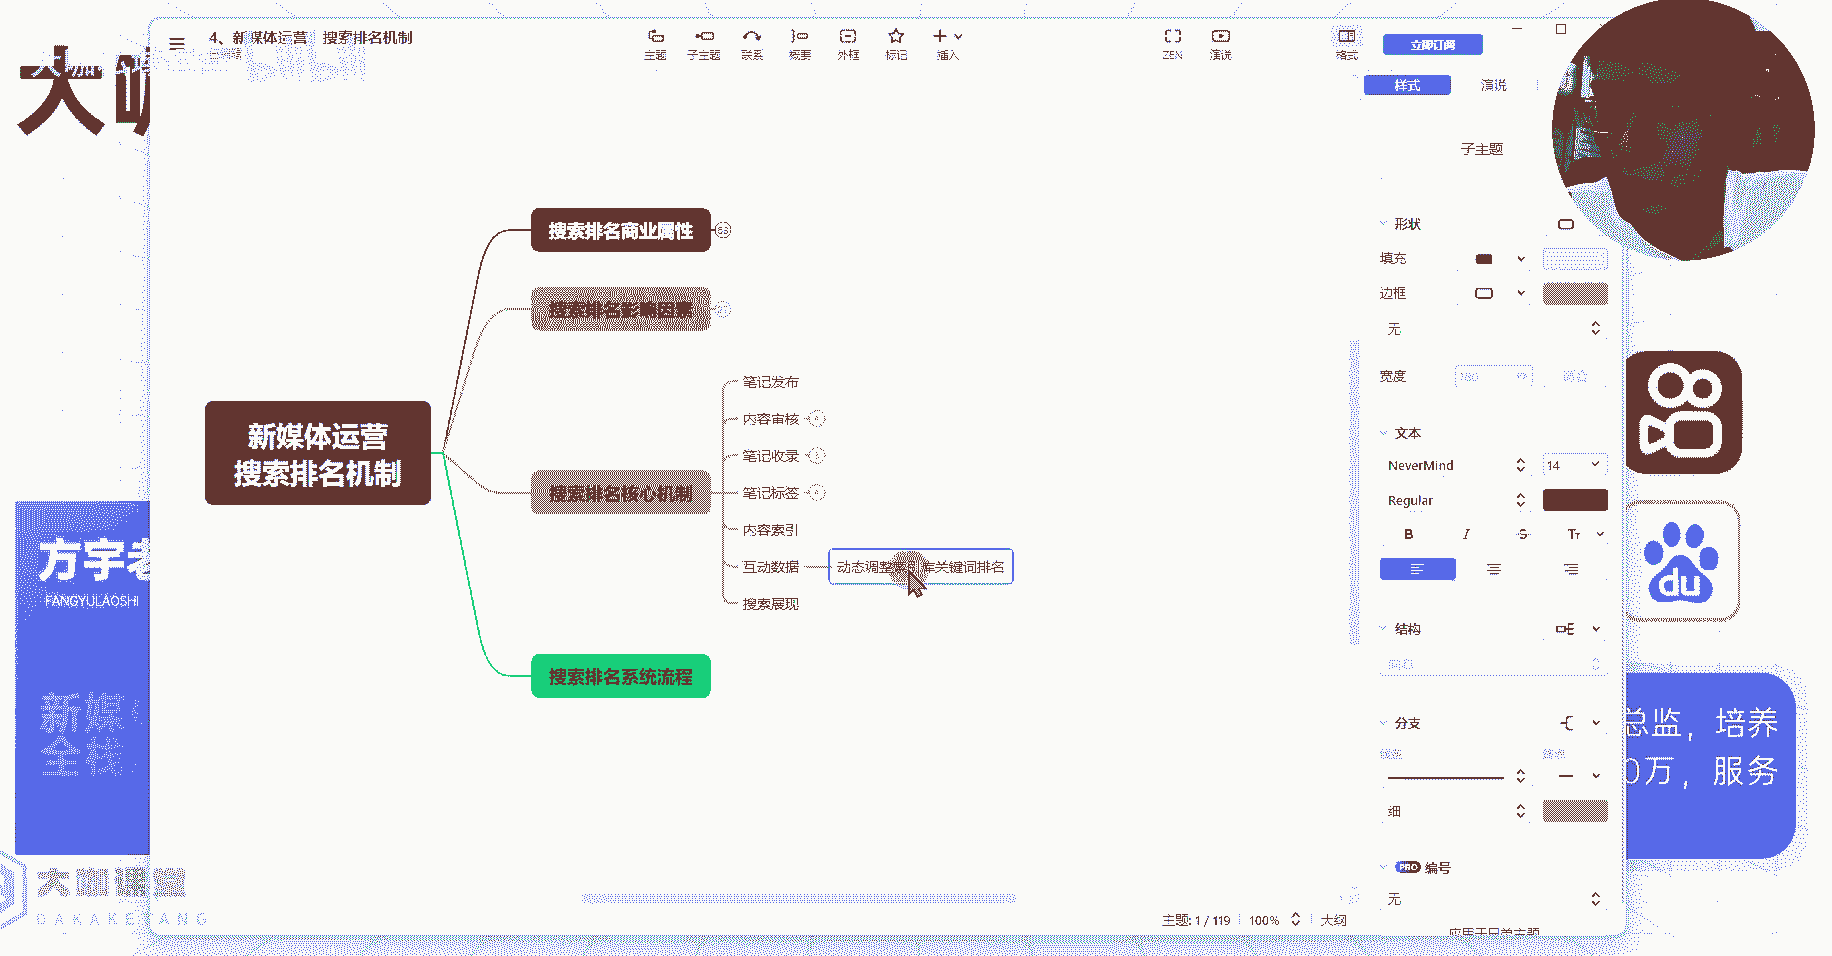 4、新媒体运营 搜索排名机制
主题
子主题
联系
概要
外框
标记
插入
ZEN
演说
格式
立即订阅
样式
演说
子主题
大咖
搜索排名商业属性
搜索排名影响因素
新媒体运营
搜索排名机制
搜索排名核心机制
笔记发布
内容审核
笔记收录
笔记标签
内容索引
互动数据
动态调整索引库关键词排名
搜索展现
搜索排名系统流程
形状
填充
边框
无
宽度
文本
NeverMind
14
Regular
B
I
S
Tт
结构
分支
细
PRO 编号
无
主题: 1 / 119
100%
大纲
方宇老
FANGYULAOSHI
新媒
全栈
大咖课堂
DAKAKETANG
du
总监，培养
0万，服务